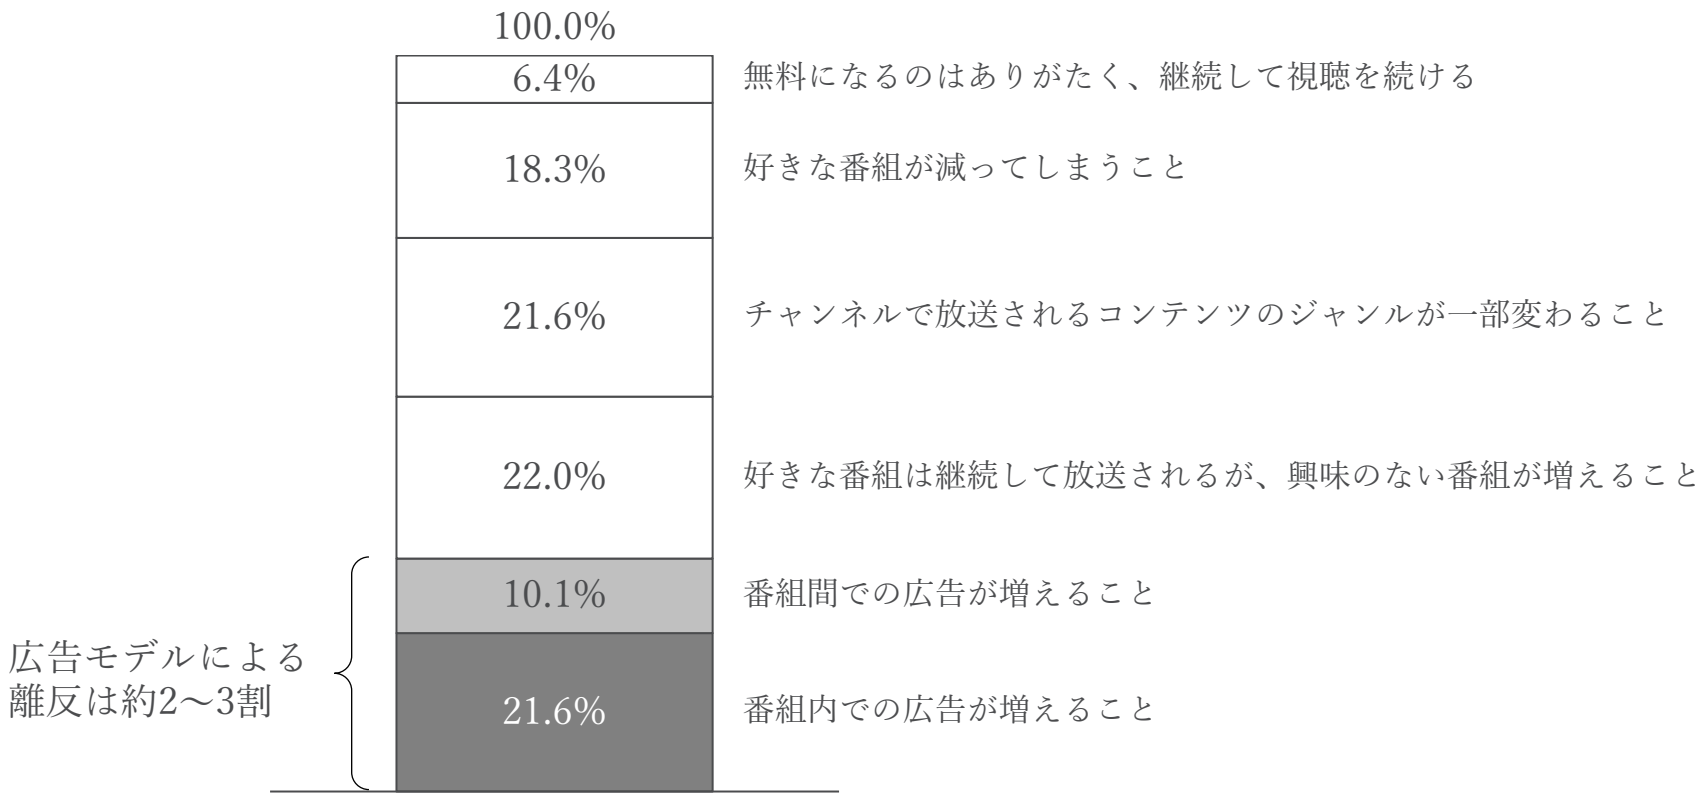 100.0%
6.4% 無料になるのはありがたく、継続して視聴を続ける
18.3% 好きな番組が減ってしまうこと
21.6% チャンネルで放送されるコンテンツのジャンルが一部変わること
22.0% 好きな番組は継続して放送されるが、興味のない番組が増えること
10.1% 番組間での広告が増えること
広告モデルによる
離反は約2〜3割
21.6% 番組内での広告が増えること